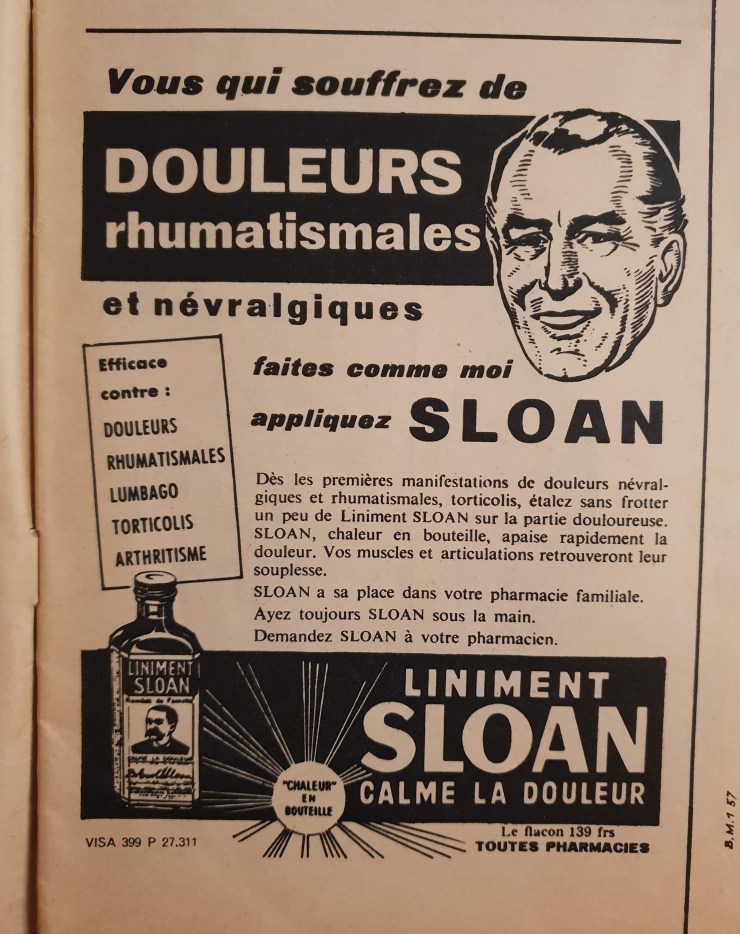 Vous qui souffrez de
DOULEURS
rhumatismales
et névralgiques
Efficace
contre :
DOULEURS
RHUMATISMALES
LUMBAGO
TORTICOLIS
ARTHRITISME
faites comme moi
appliquez SLOAN
Dès les premières manifestations de douleurs névral-
giques et rhumatismales, torticolis, étalez sans frotter
un peu de Liniment SLOAN sur la partie douloureuse.
SLOAN, chaleur en bouteille, apaise rapidement la
douleur. Vos muscles et articulations retrouveront leur
souplesse.
SLOAN a sa place dans votre pharmacie familiale.
Ayez toujours SLOAN sous la main.
Demandez SLOAN à votre pharmacien.
LINIMENT
SLOAN
CALME LA DOULEUR
"CHALEUR"
EN
BOUTEILLE
VISA 399 P 27.311
Le flacon 139 frs
TOUTES PHARMACIES
B.M.1 57
LINIMENT
SLOAN